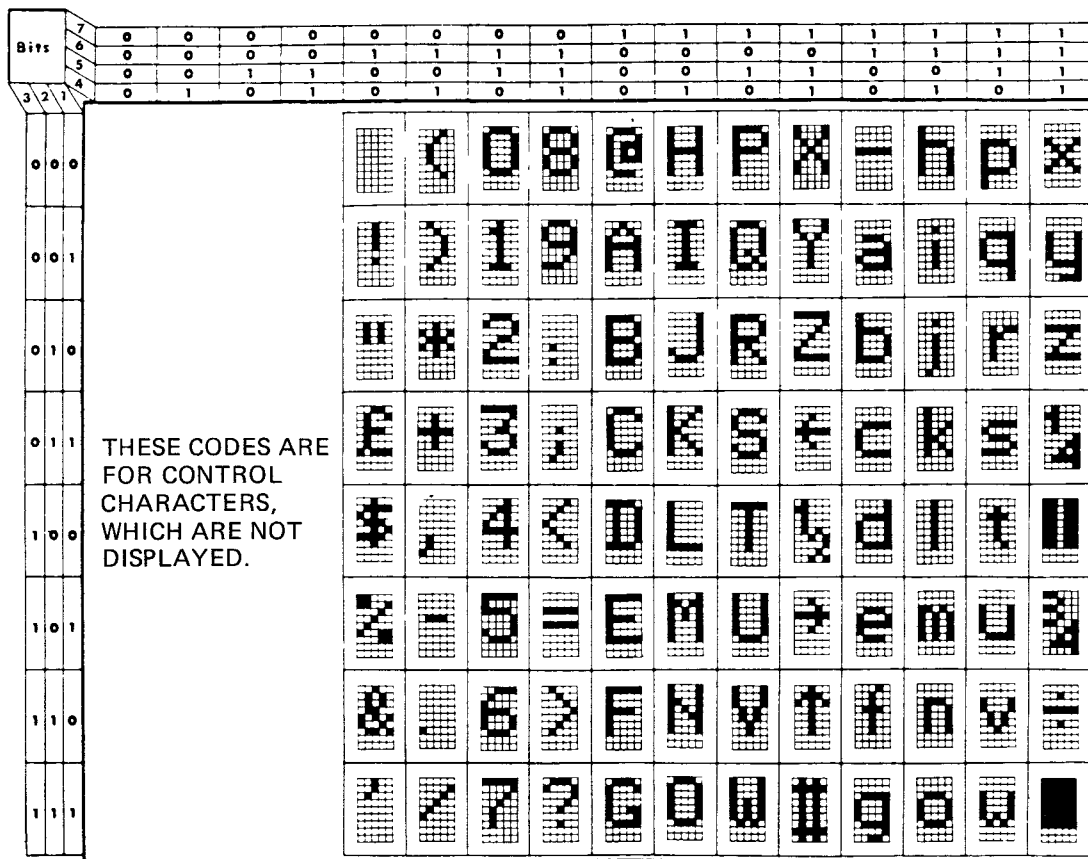 Bits
7 0 0 0 0 0 0 0 0 1 1 1 1 1 1 1 1
6 0 0 0 0 1 1 1 1 0 0 0 0 1 1 1 1
5 0 0 1 1 0 0 1 1 0 0 1 1 0 0 1 1
4 0 1 0 1 0 1 0 1 0 1 0 1 0 1 0 1
3 2 1
0 0 0 ( 0 8 @ H P X — h p x
0 0 1 ! ) 1 9 A I Q Y a i q y
0 1 0 " * 2 : B J R Z b j r z
0 1 1 £ + 3 ; C K S ← c k s ¼
1 0 0 $ , 4 < D L T ½ d l t ‖
1 0 1 % - 5 = E M U → e m u ¾
1 1 0 & . 6 > F N V ↑ f n v ÷
1 1 1 ' / 7 ? G O W # g o w ■
THESE CODES ARE
FOR CONTROL
CHARACTERS,
WHICH ARE NOT
DISPLAYED.